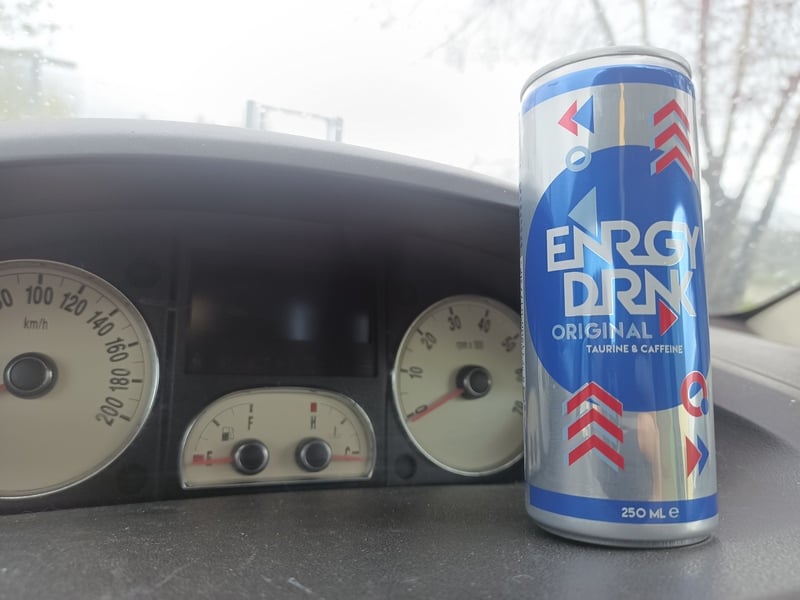 100
120
140
160
180
200
km/h
F
H
E
C
10
20
30
40
50
0
ENRGY
DRNK
ORIGINAL
TAURINE & CAFFEINE
250 ML e